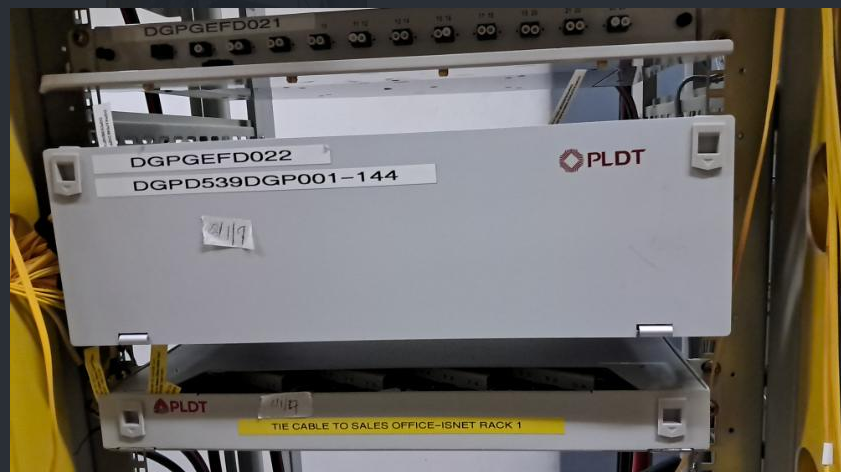 DGPGEFD021
DGPGEFD022
PLDT
DGPD539DGP001-144
PLDT
TIE CABLE TO SALES OFFICE-ISNET RACK 1